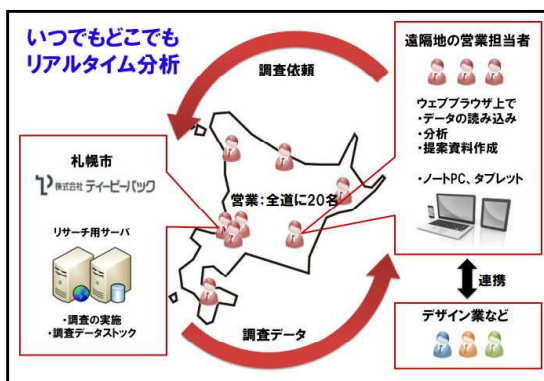 いつでもどこでも
リアルタイム分析
調査依頼
遠隔地の営業担当者
ウェブブラウザ上で
・データの読み込み
・分析
・提案資料作成
・ノートPC、タブレット
札幌市
株式会社 ティーピーパック
リサーチ用サーバ
・調査の実施
・調査データストック
営業：全道に20名
調査データ
連携
デザイン業など